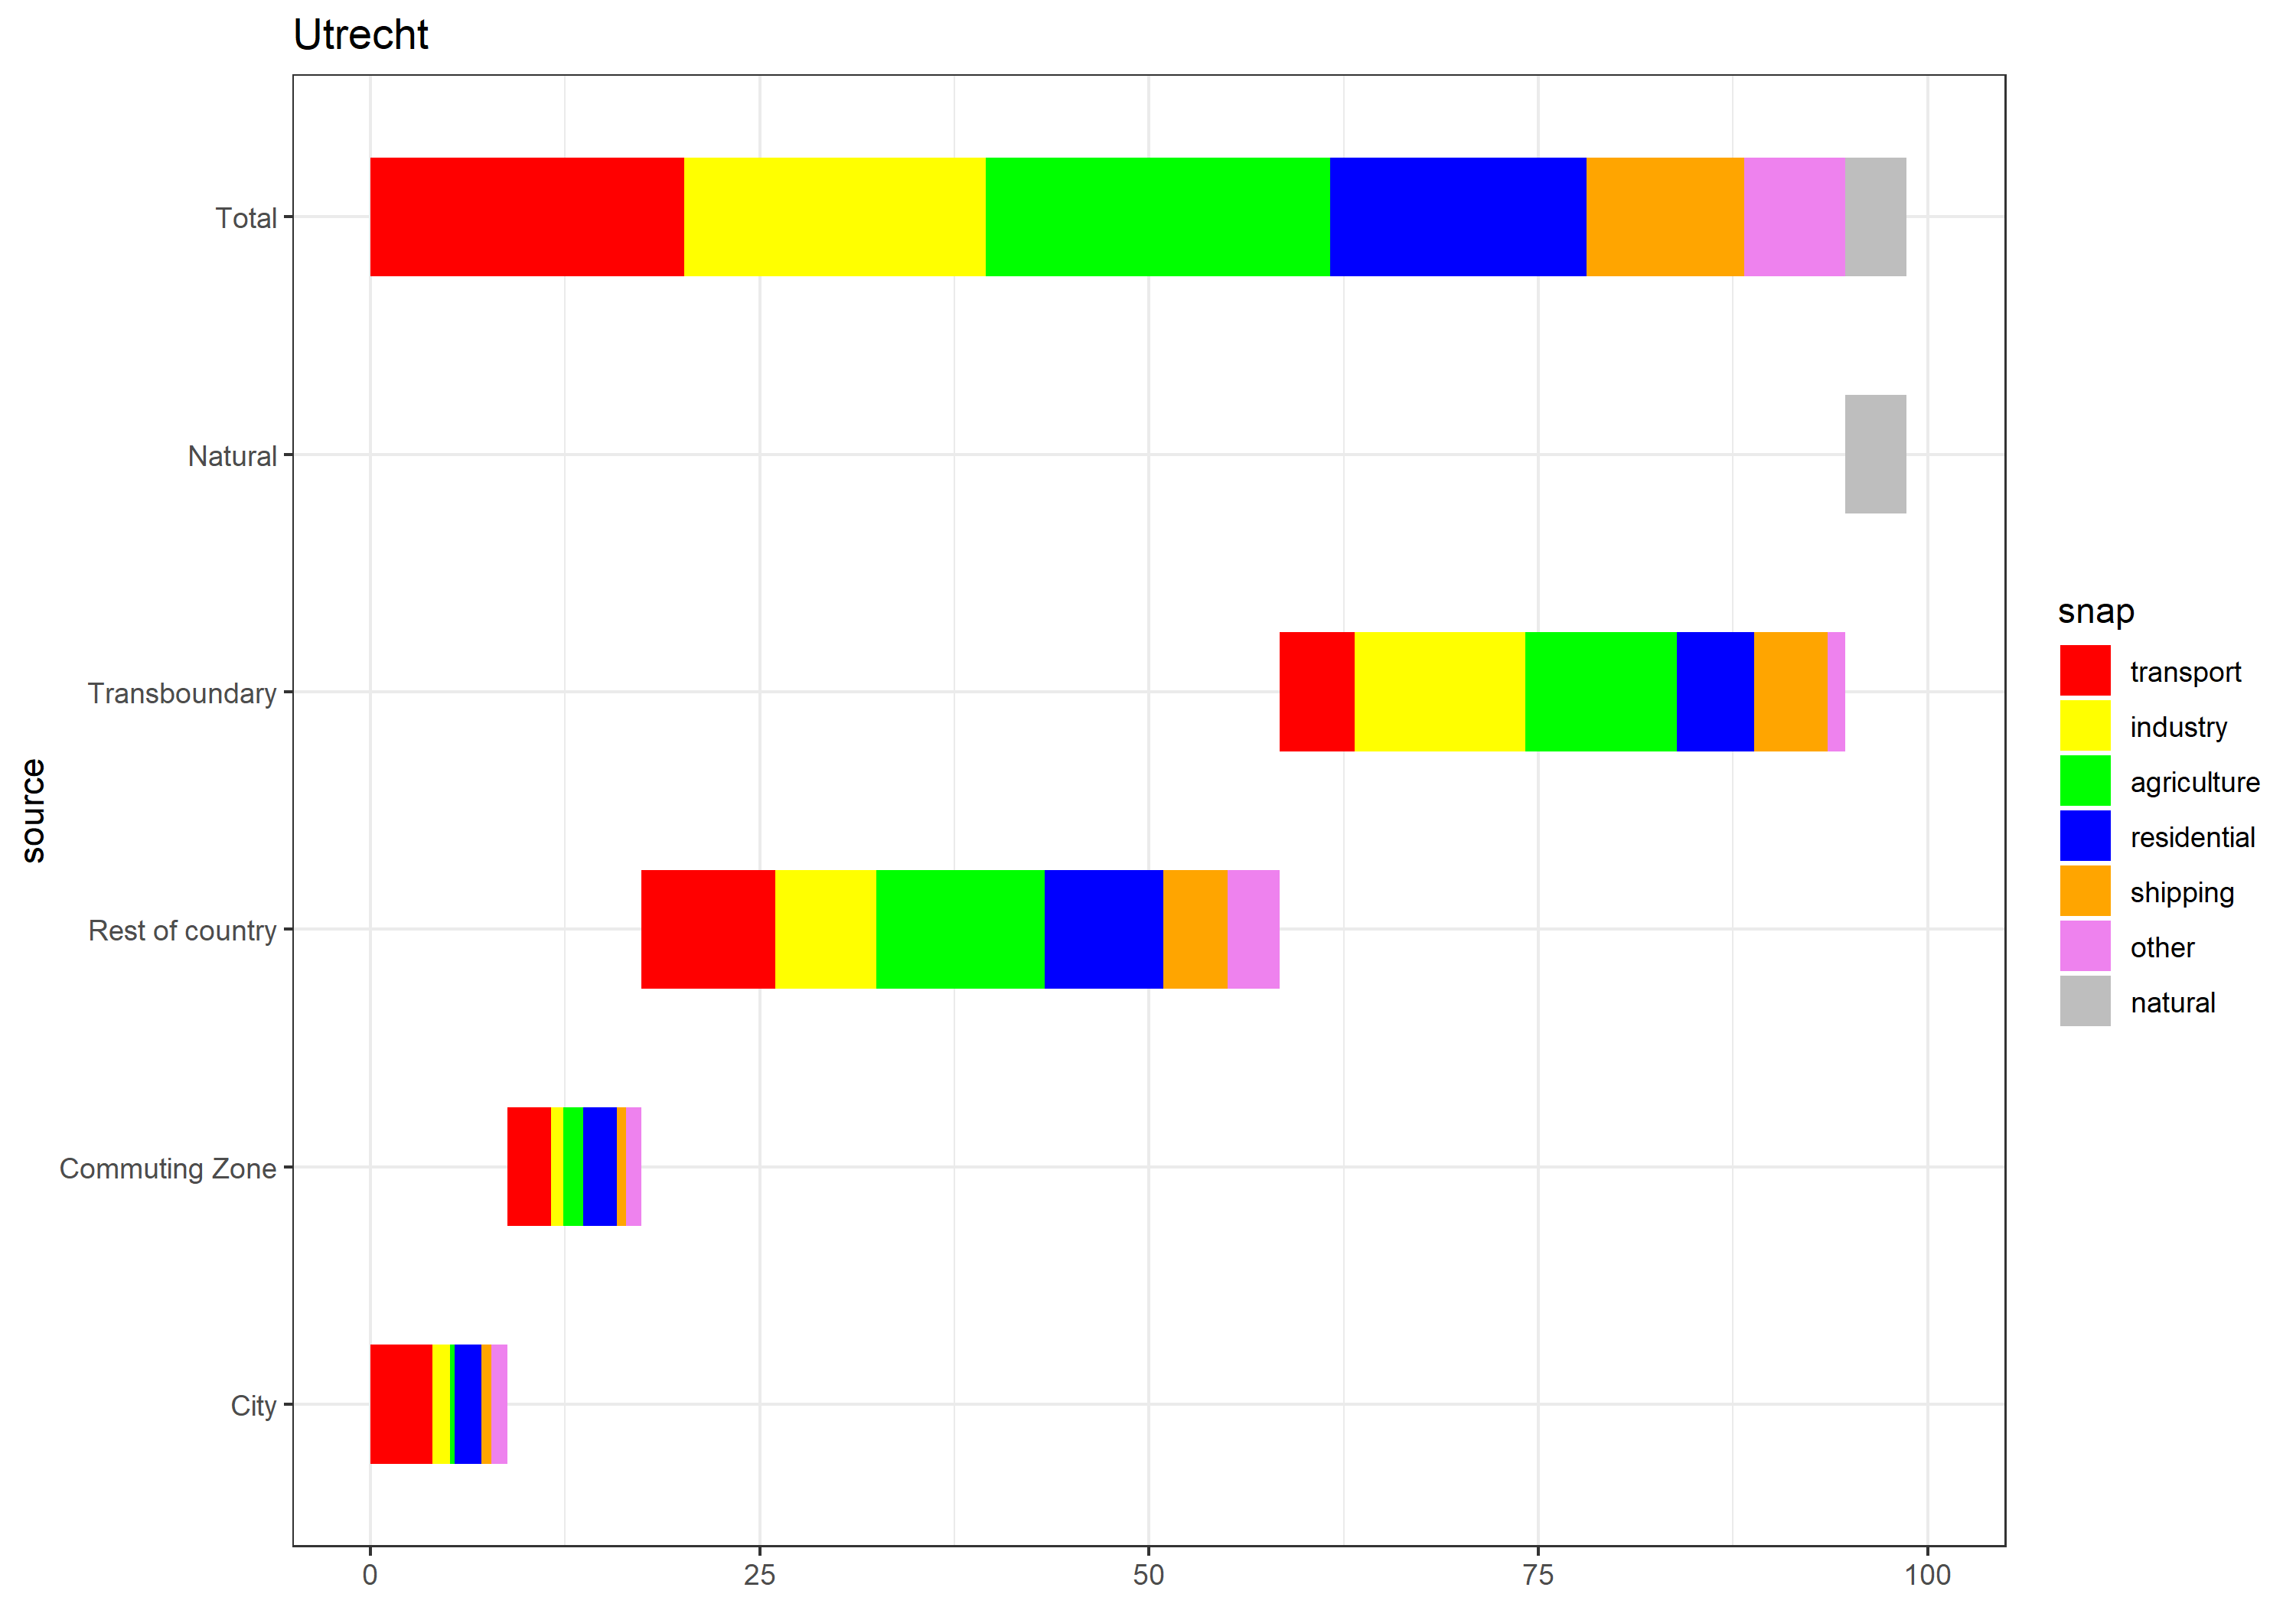 Utrecht
Total
Natural
Transboundary
Rest of country
Commuting Zone
City
source
0 25 50 75 100
snap
transport
industry
agriculture
residential
shipping
other
natural